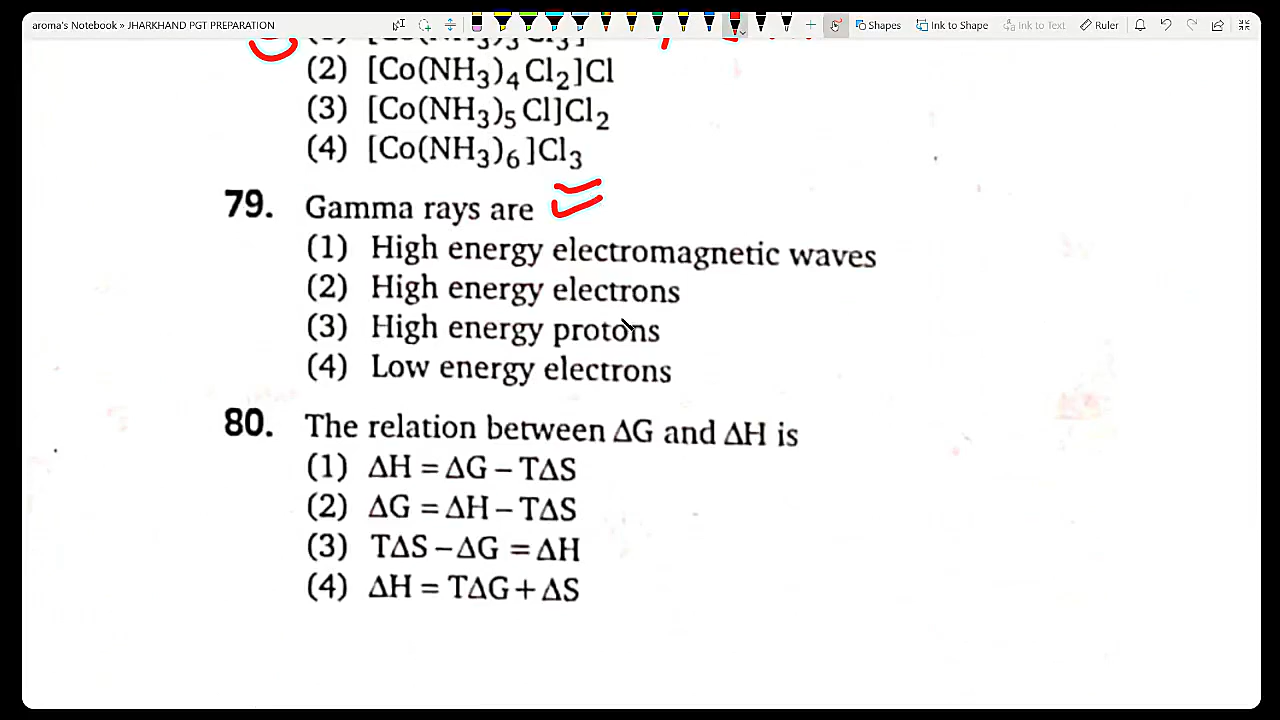 aroma's Notebook » JHARKHAND PGT PREPARATION
Shapes Ink to Shape Ink to Text Ruler
(2) [Co(NH₃)₄Cl₂]Cl
(3) [Co(NH₃)₅Cl]Cl₂
(4) [Co(NH₃)₆]Cl₃
79. Gamma rays are
(1) High energy electromagnetic waves
(2) High energy electrons
(3) High energy protons
(4) Low energy electrons
80. The relation between ΔG and ΔH is
(1) ΔH = ΔG – TΔS
(2) ΔG = ΔH – TΔS
(3) TΔS – ΔG = ΔH
(4) ΔH = TΔG + ΔS